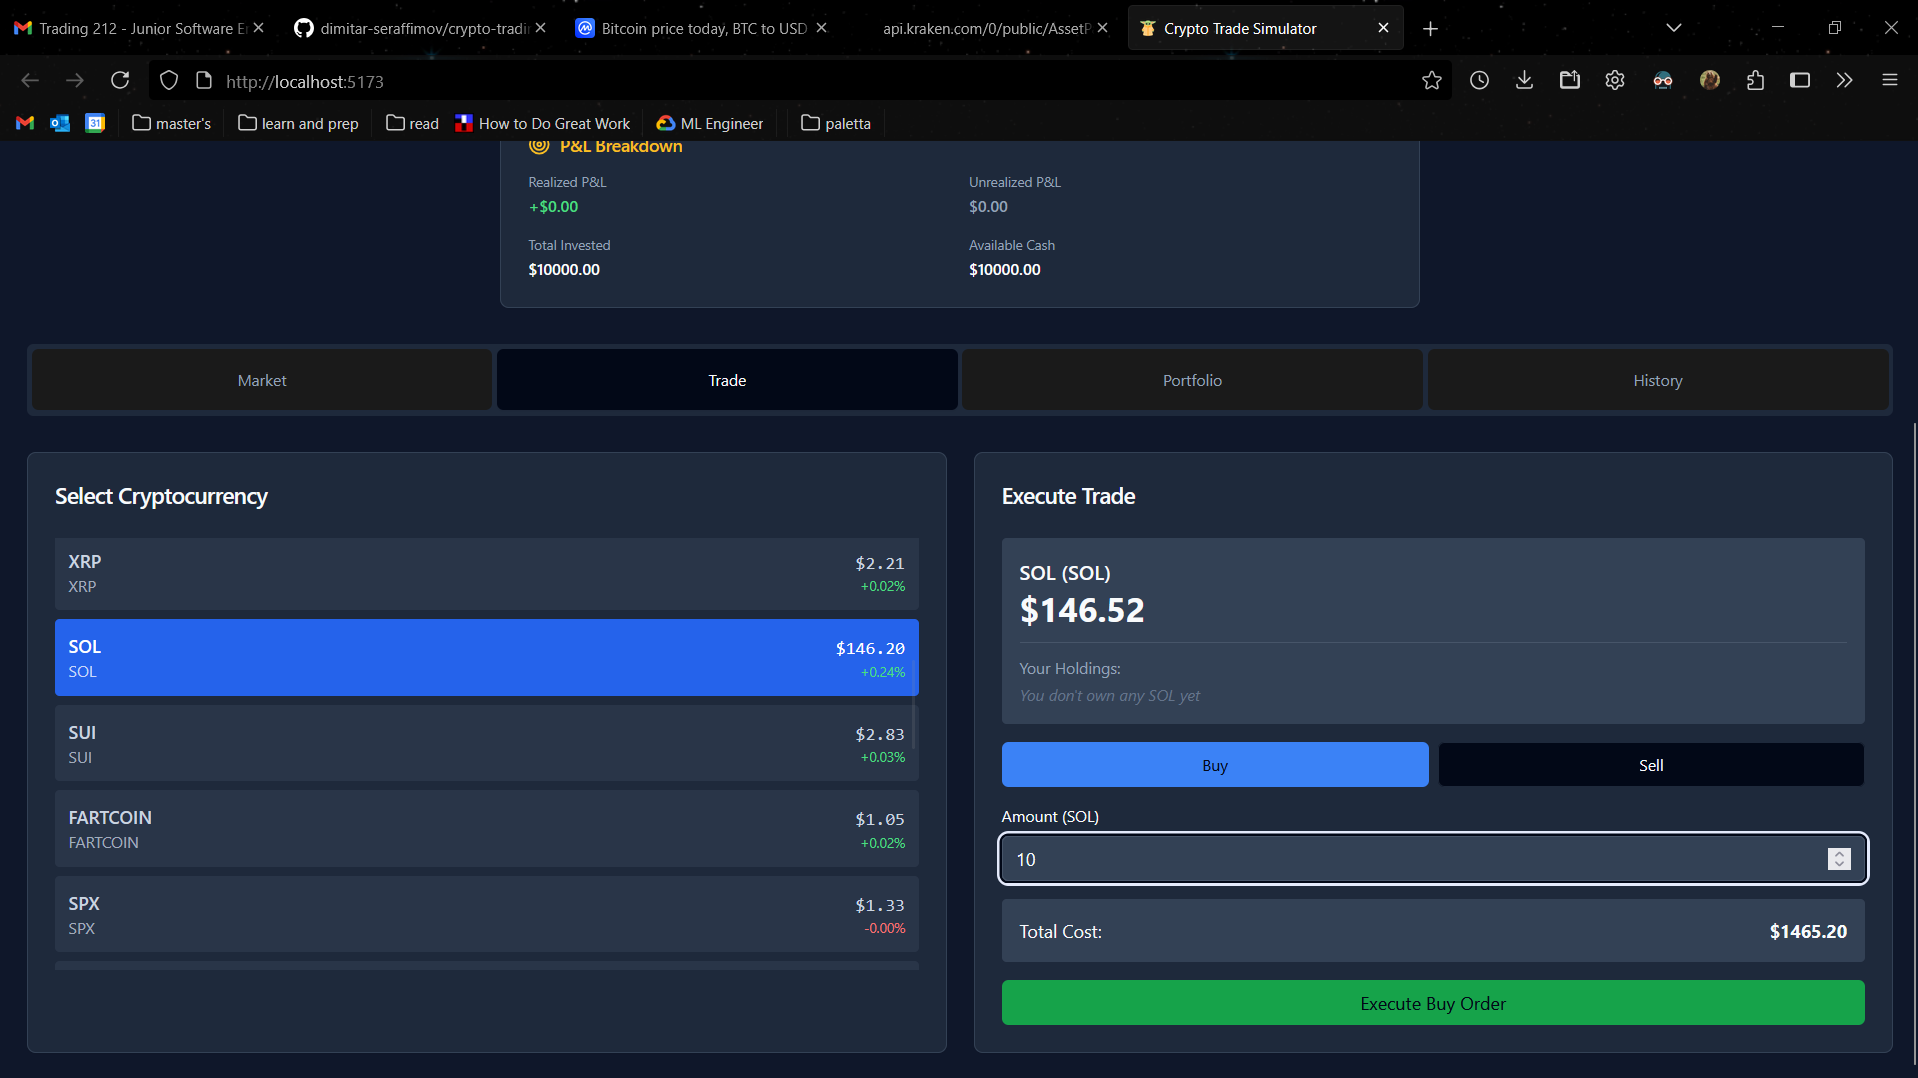 Trading 212 - Junior Software En
dimitar-seraffimov/crypto-tradin
Bitcoin price today, BTC to USD
api.kraken.com/0/public/AssetP
Crypto Trade Simulator
http://localhost:5173
31
master's
learn and prep
read
How to Do Great Work
ML Engineer
paletta
P&L Breakdown
Realized P&L
+$0.00
Unrealized P&L
$0.00
Total Invested
$10000.00
Available Cash
$10000.00
Market
Trade
Portfolio
History
Select Cryptocurrency
XRP
$2.21
XRP
+0.02%
SOL
$146.20
SOL
+0.24%
SUI
$2.83
SUI
+0.03%
FARTCOIN
$1.05
FARTCOIN
+0.02%
SPX
$1.33
SPX
-0.00%
Execute Trade
SOL (SOL)
$146.52
Your Holdings:
You don't own any SOL yet
Buy
Sell
Amount (SOL)
10
Total Cost:
$1465.20
Execute Buy Order